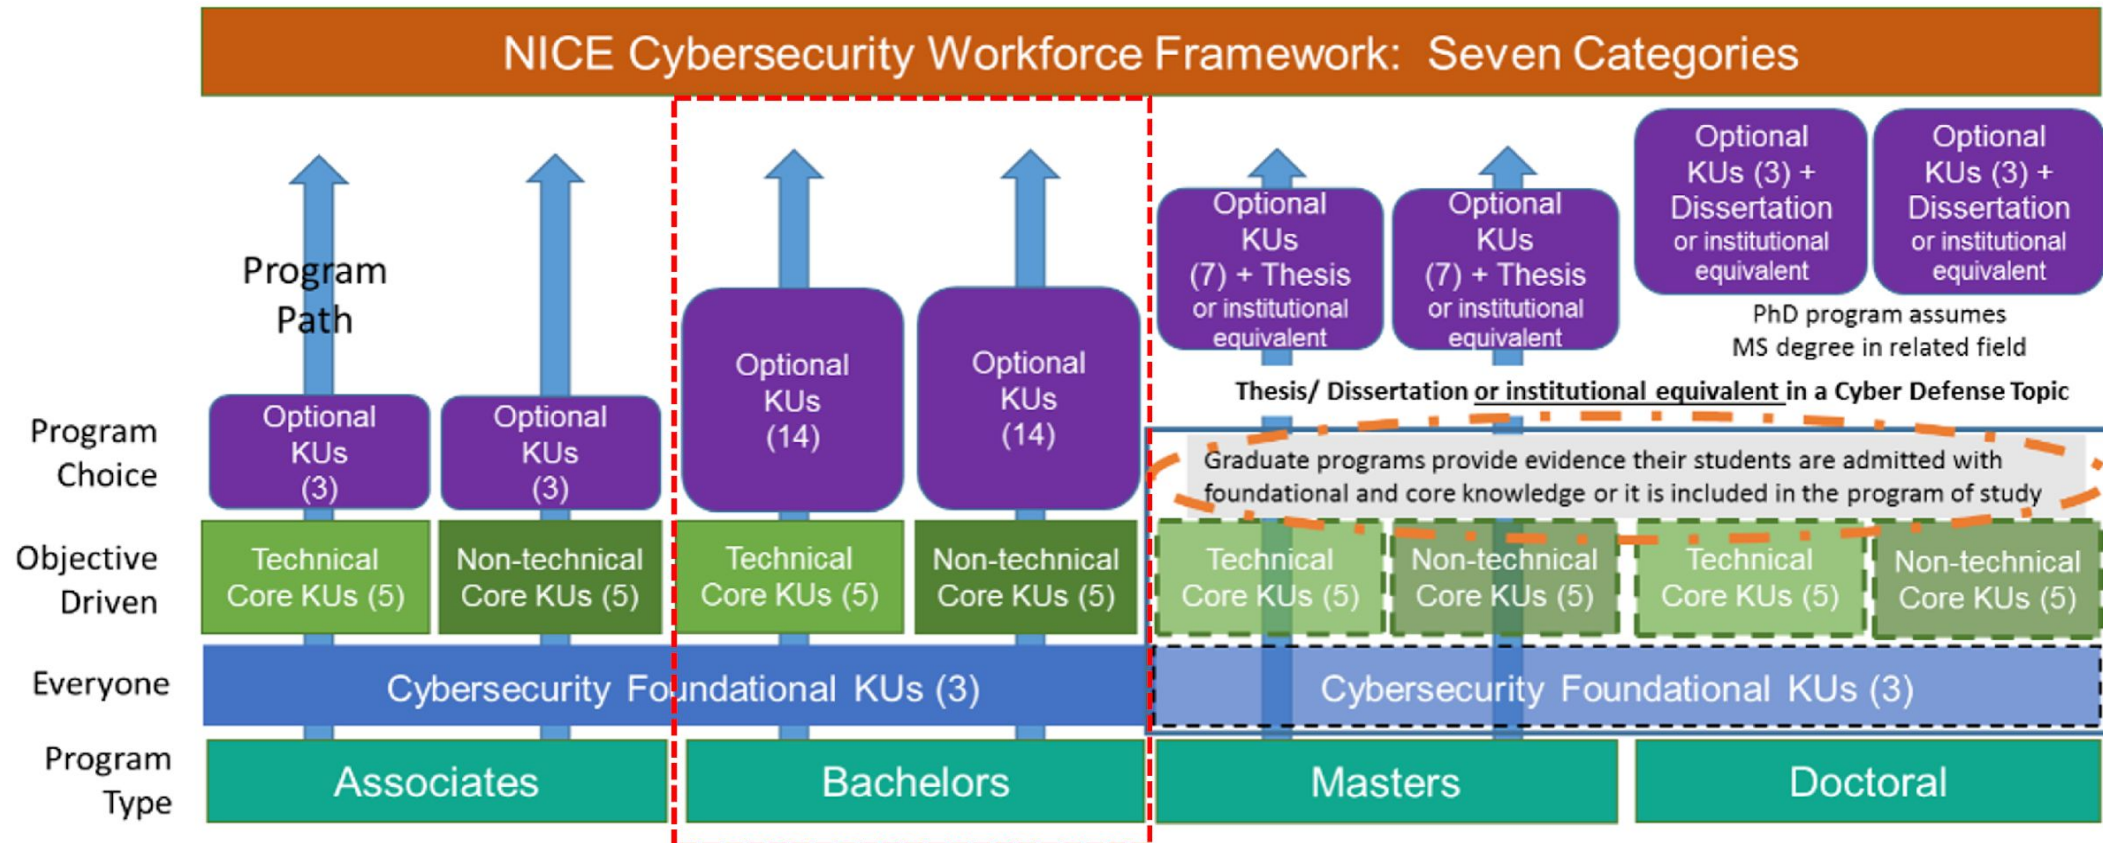 NICE Cybersecurity Workforce Framework:  Seven Categories
Program
Path
Optional
KUs
(7) + Thesis
or institutional
equivalent
Optional
KUs
(7) + Thesis
or institutional
equivalent
Optional
KUs (3) +
Dissertation
or institutional
equivalent
Optional
KUs (3) +
Dissertation
or institutional
equivalent
PhD program assumes
MS degree in related field
Thesis/ Dissertation or institutional equivalent in a Cyber Defense Topic
Program
Choice
Optional
KUs
(3)
Optional
KUs
(3)
Optional
KUs
(14)
Optional
KUs
(14)
Graduate programs provide evidence their students are admitted with
foundational and core knowledge or it is included in the program of study
Objective
Driven
Technical
Core KUs (5)
Non-technical
Core KUs (5)
Technical
Core KUs (5)
Non-technical
Core KUs (5)
Technical
Core KUs (5)
Non-technical
Core KUs (5)
Technical
Core KUs (5)
Non-technical
Core KUs (5)
Everyone
Cybersecurity Foundational KUs (3)
Cybersecurity Foundational KUs (3)
Program
Type
Associates
Bachelors
Masters
Doctoral